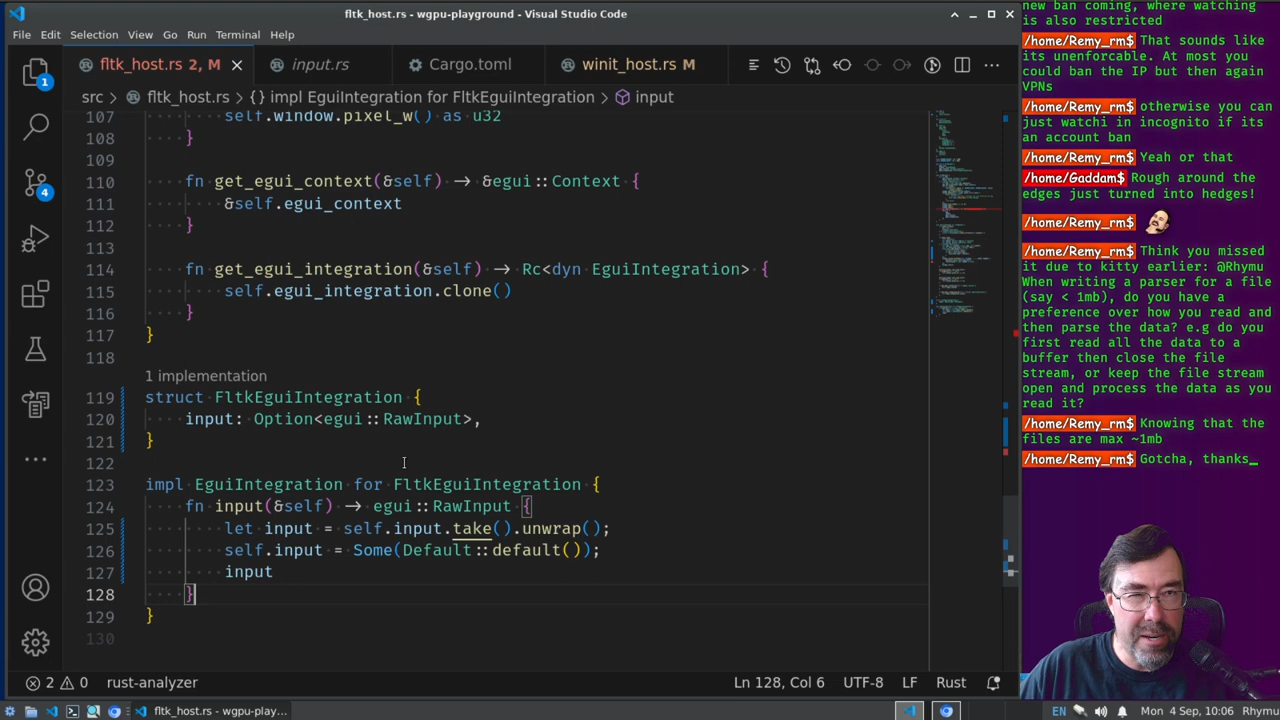 fltk_host.rs - wgpu-playground - Visual Studio Code
File Edit Selection View Go Run Terminal Help
fltk_host.rs 2, M
input.rs
Cargo.toml
winit_host.rs M
src > fltk_host.rs > {} impl EguiIntegration for FltkEguiIntegration > input
107 self.window.pixel_w() as u32
108 }
109
110 fn get_egui_context(&self) → &egui::Context {
111 &self.egui_context
112 }
113
114 fn get_egui_integration(&self) → Rc<dyn EguiIntegration> {
115 self.egui_integration.clone()
116 }
117 }
118
1 implementation
119 struct FltkEguiIntegration {
120 input: Option<egui::RawInput>,
121 }
122
123 impl EguiIntegration for FltkEguiIntegration {
124 fn input(&self) → egui::RawInput {
125 let input = self.input.take().unwrap();
126 self.input = Some(Default::default());
127 input
128 }
129 }
130
1
4
2 0 rust-analyzer
Ln 128, Col 6 UTF-8 LF Rust
fltk_host.rs - wgpu-play...
EN Mon 4 Sep, 10:06 Rhymu
new ban coming, where watching
is also restricted
/home/Remy_rm$ That sounds like
its unenforcable. At most you
could ban the IP but then again
VPNs
/home/Remy_rm$ otherwise you can
just watchi in incognito if its
an account ban
/home/Remy_rm$ Yeah or that
/home/Gaddam$ Rough around the
edges just turned into hedges!
/home/Remy_rm$
/home/Remy_rm$ Think you missed
it due to kitty earlier: @Rhymu
When writing a parser for a file
(say < 1mb), do you have a
preference over how you read and
then parse the data? e.g do you
first read all the data to a
buffer then close the file
stream, or keep the file stream
open and process the data as you
read it?
/home/Remy_rm$ Knowing that the
files are max ~1mb
/home/Remy_rm$ Gotcha, thanks_